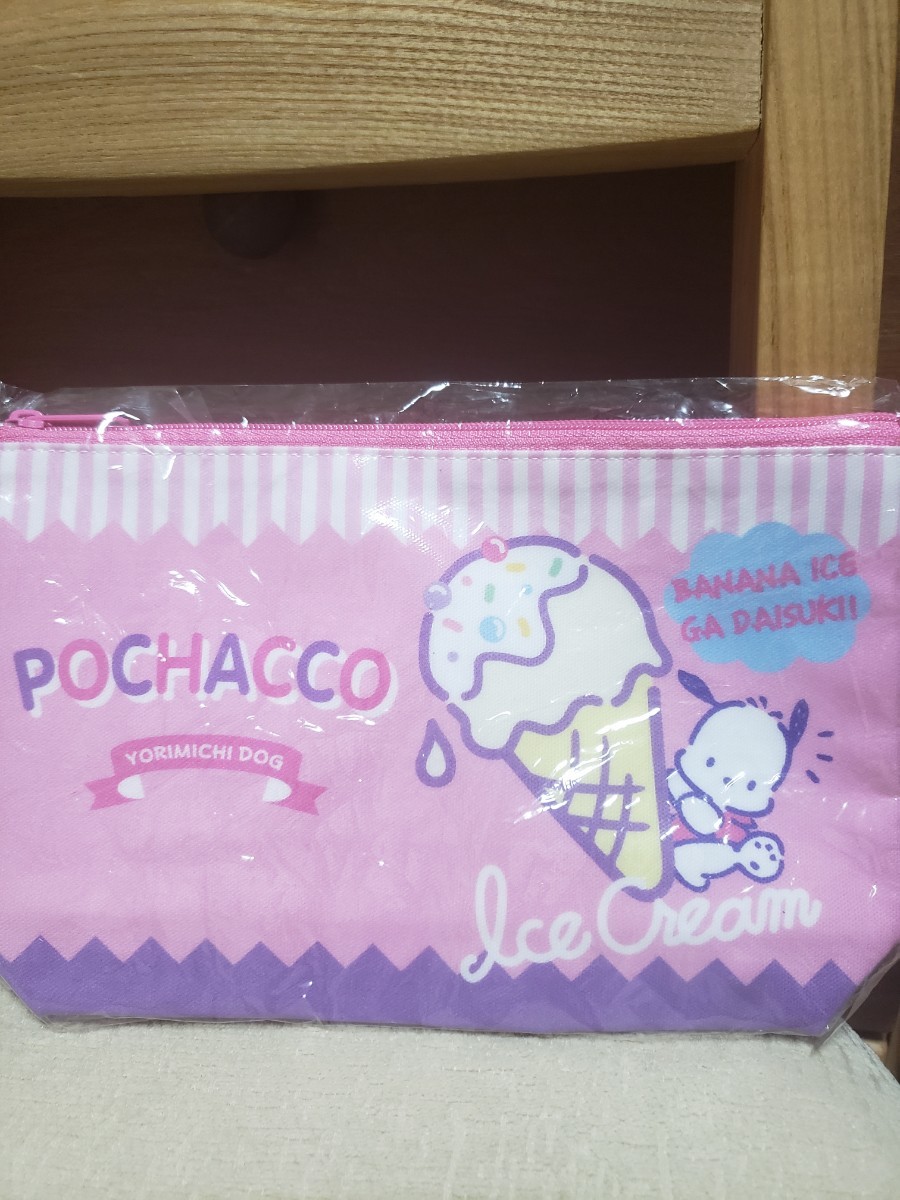 POCHACCO
YORIMICHI DOG
BANANA ICE
GA DAISUKI!
Ice Cream